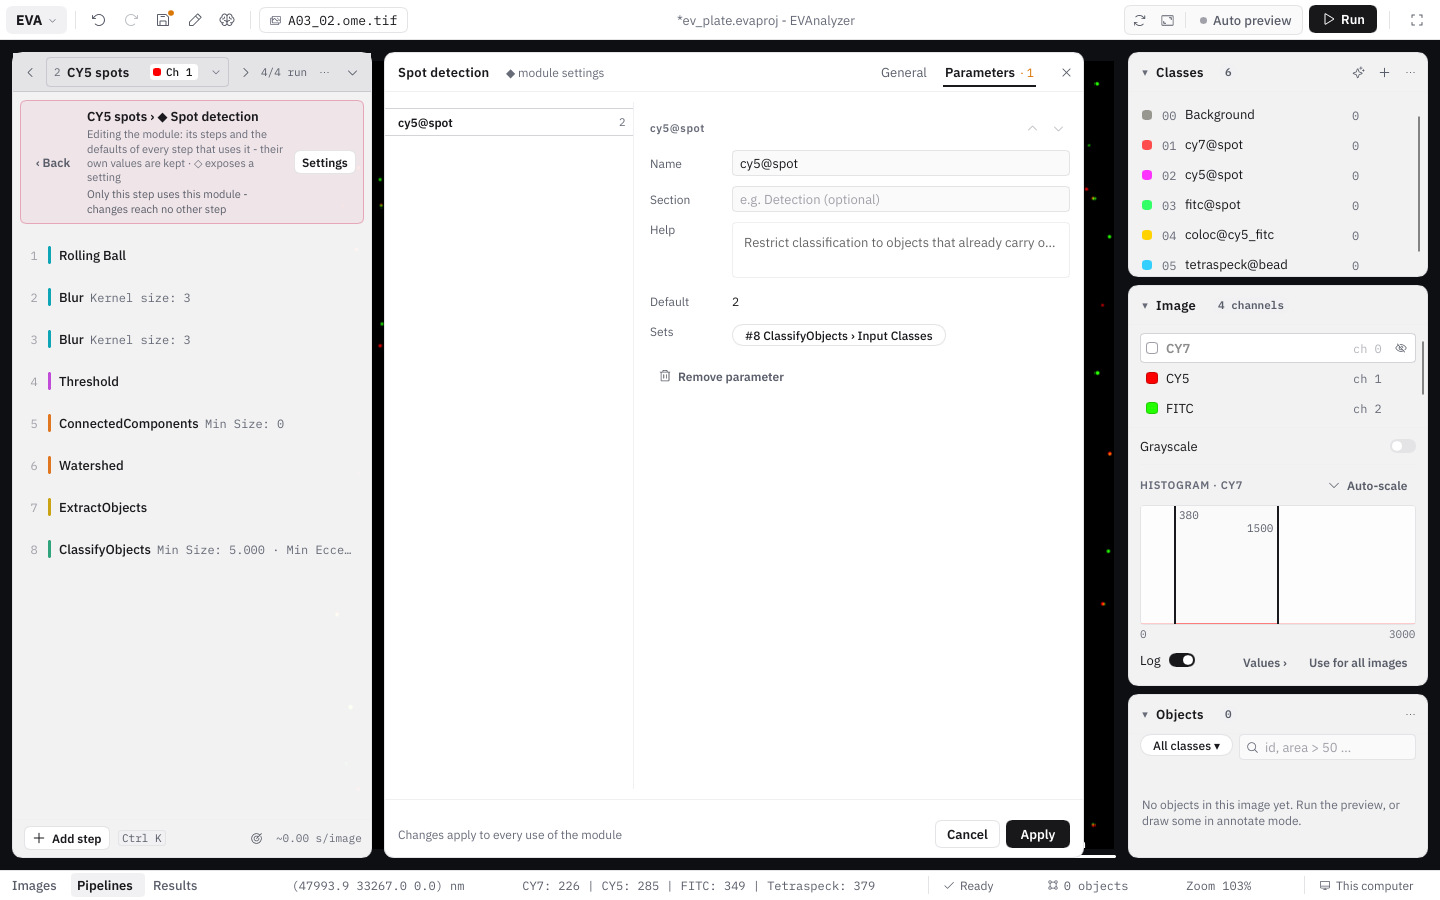 EVA
A03_02.ome.tif
*ev_plate.evaproj - EVAnalyzer
Auto preview
Run
2 CY5 spots
Ch 1
4/4 run
CY5 spots › ◆ Spot detection
Editing the module: its steps and the
defaults of every step that uses it - their
own values are kept · ◇ exposes a
setting
Only this step uses this module -
changes reach no other step
‹ Back
Settings
1 Rolling Ball
2 Blur Kernel size: 3
3 Blur Kernel size: 3
4 Threshold
5 ConnectedComponents Min Size: 0
6 Watershed
7 ExtractObjects
8 ClassifyObjects Min Size: 5.000 · Min Ecce…
Add step
Ctrl K
~0.00 s/image
Spot detection
◆ module settings
General
Parameters · 1
cy5@spot 2
cy5@spot
Name
cy5@spot
Section
e.g. Detection (optional)
Help
Restrict classification to objects that already carry o...
Default
2
Sets
#8 ClassifyObjects › Input Classes
Remove parameter
Changes apply to every use of the module
Cancel
Apply
▼ Classes 6
00 Background 0
01 cy7@spot 0
02 cy5@spot 0
03 fitc@spot 0
04 coloc@cy5_fitc 0
05 tetraspeck@bead 0
▼ Image 4 channels
CY7 ch 0
CY5 ch 1
FITC ch 2
Grayscale
HISTOGRAM · CY7
Auto-scale
380
1500
0
3000
Log
Values ›
Use for all images
▼ Objects 0
All classes ▾
id, area > 50 ...
No objects in this image yet. Run the preview, or
draw some in annotate mode.
Images
Pipelines
Results
(47993.9 33267.0 0.0) nm
CY7: 226 | CY5: 285 | FITC: 349 | Tetraspeck: 379
Ready
0 objects
Zoom 103%
This computer